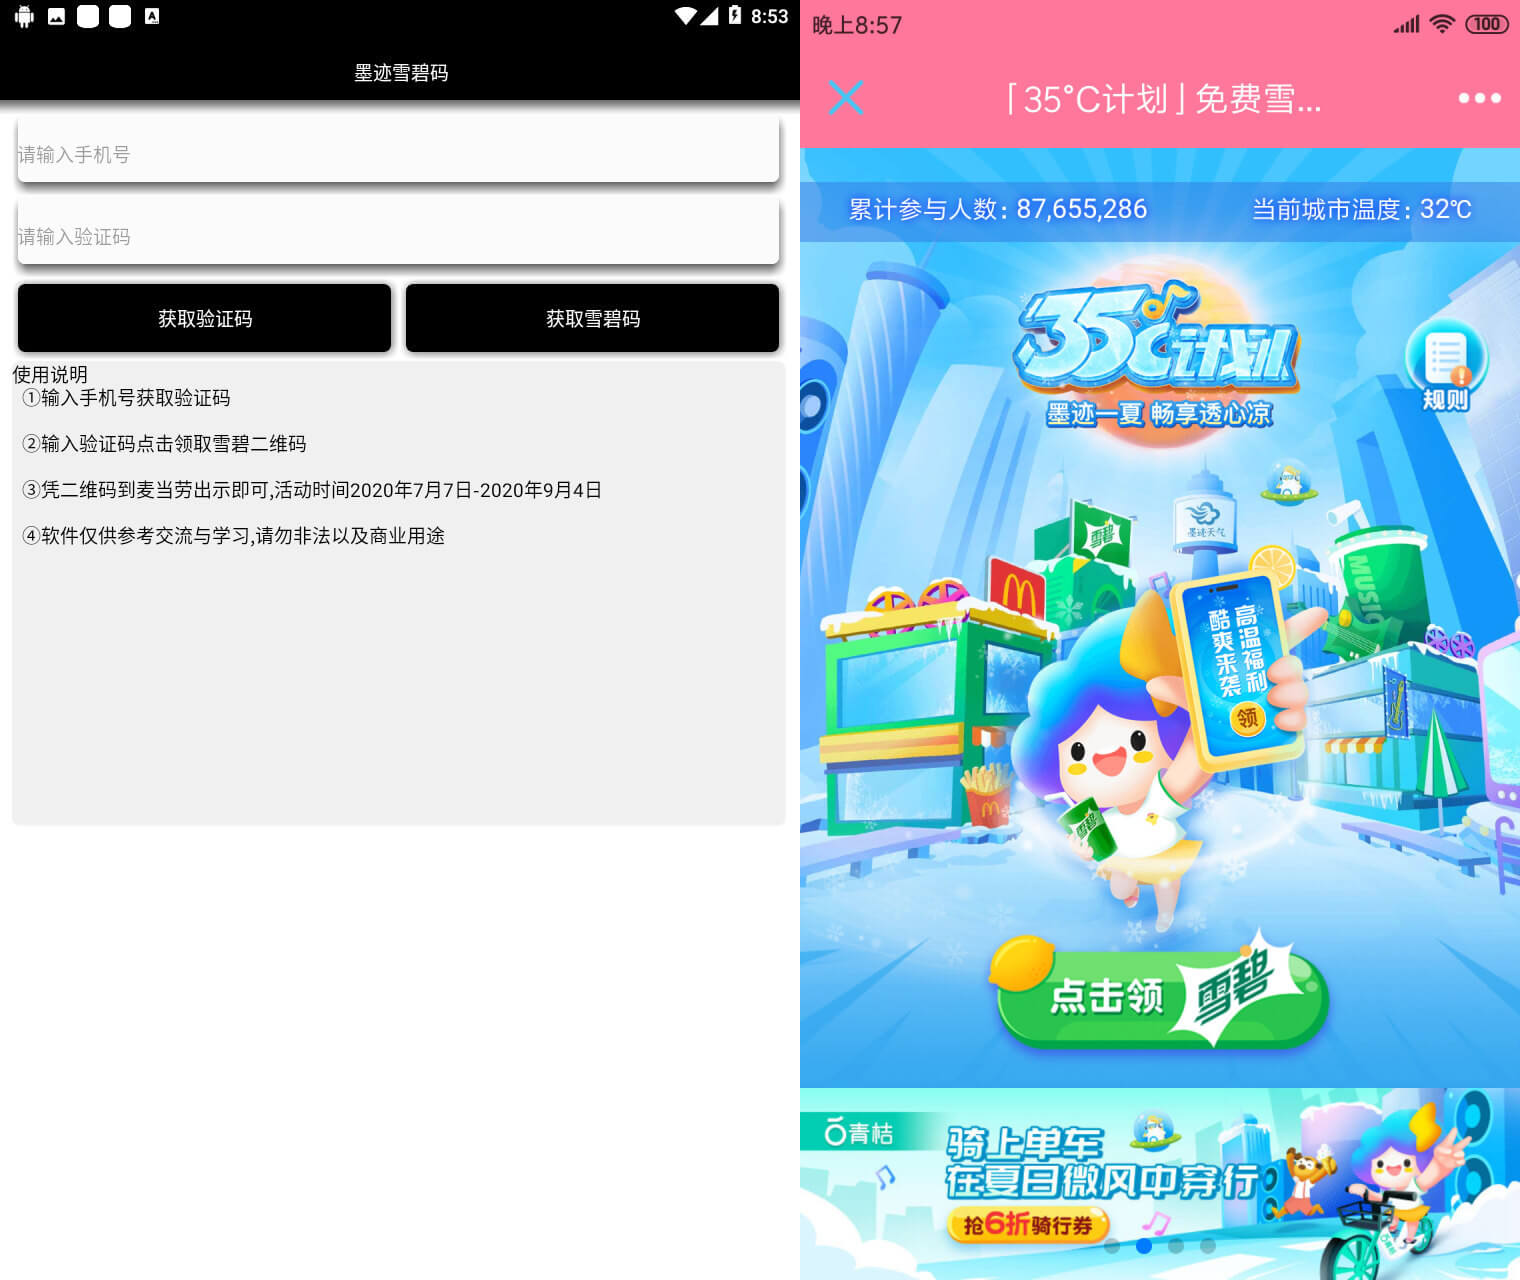 8:53
墨迹雪碧码
请输入手机号
请输入验证码
获取验证码
获取雪碧码
使用说明
①输入手机号获取验证码
②输入验证码点击领取雪碧二维码
③凭二维码到麦当劳出示即可,活动时间2020年7月7日-2020年9月4日
④软件仅供参考交流与学习,请勿非法以及商业用途
晚上8:57
100
「35°C计划」免费雪...
累计参与人数: 87,655,286
当前城市温度: 32℃
35℃计划
墨迹一夏 畅享透心凉
规则
雪碧
墨迹天气
MUSIC
高温福利
酷爽来袭
领
雪碧
点击领 雪碧
青桔
骑上单车
在夏日微风中穿行
抢6折骑行券